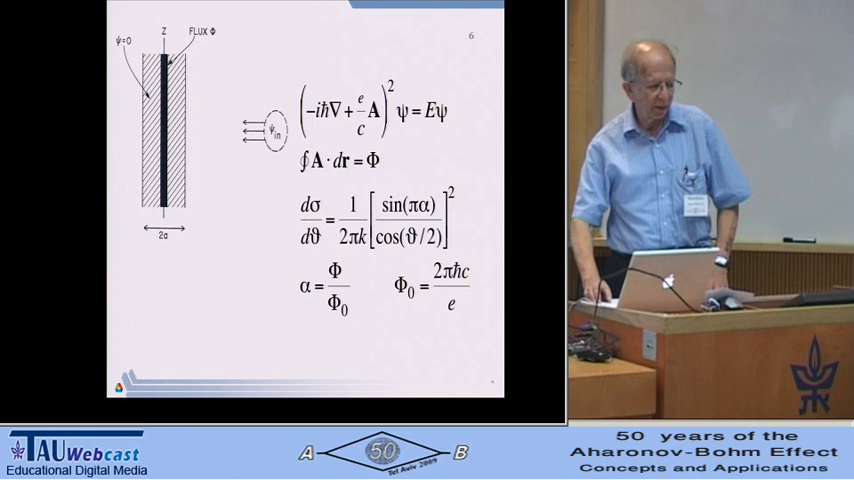 ψ=0
Z
FLUX Φ
6
ψin
2a
(−iħ∇ + e/c A)² ψ = Eψ
∮A · dr = Φ
dσ/dϑ = 1/2πk [sin(πα)/cos(ϑ/2)]²
α = Φ/Φ₀   Φ₀ = 2πħc/e
TAU Webcast
Educational Digital Media
A 50 B
Tel Aviv 2009
50 years of the
Aharonov-Bohm Effect
Concepts and Applications